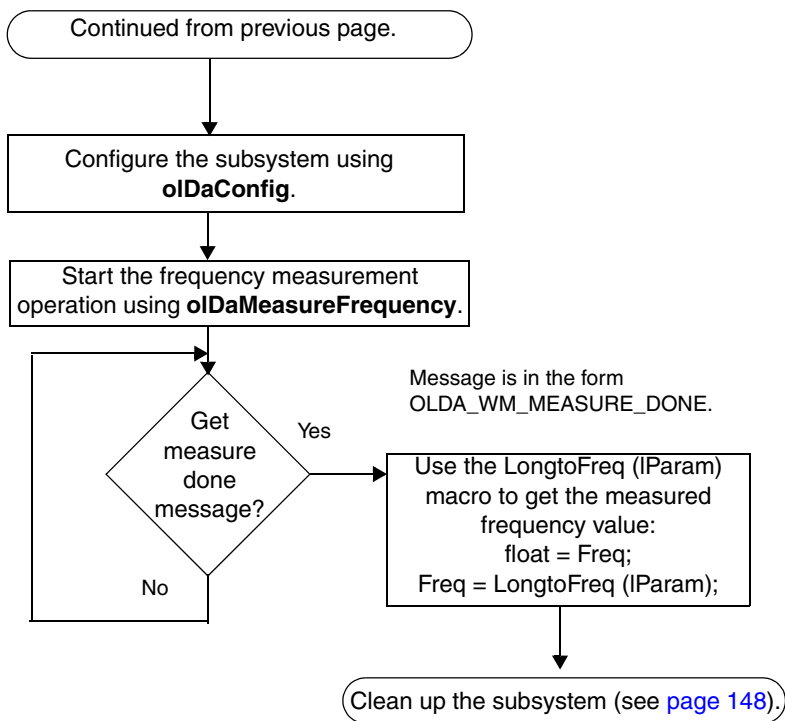 Continued from previous page.
Configure the subsystem using
olDaConfig.
Start the frequency measurement
operation using olDaMeasureFrequency.
Message is in the form
OLDA_WM_MEASURE_DONE.
Get
measure
done
message?
Yes
No
Use the LongtoFreq (lParam)
macro to get the measured
frequency value:
float = Freq;
Freq = LongtoFreq (lParam);
Clean up the subsystem (see page 148).